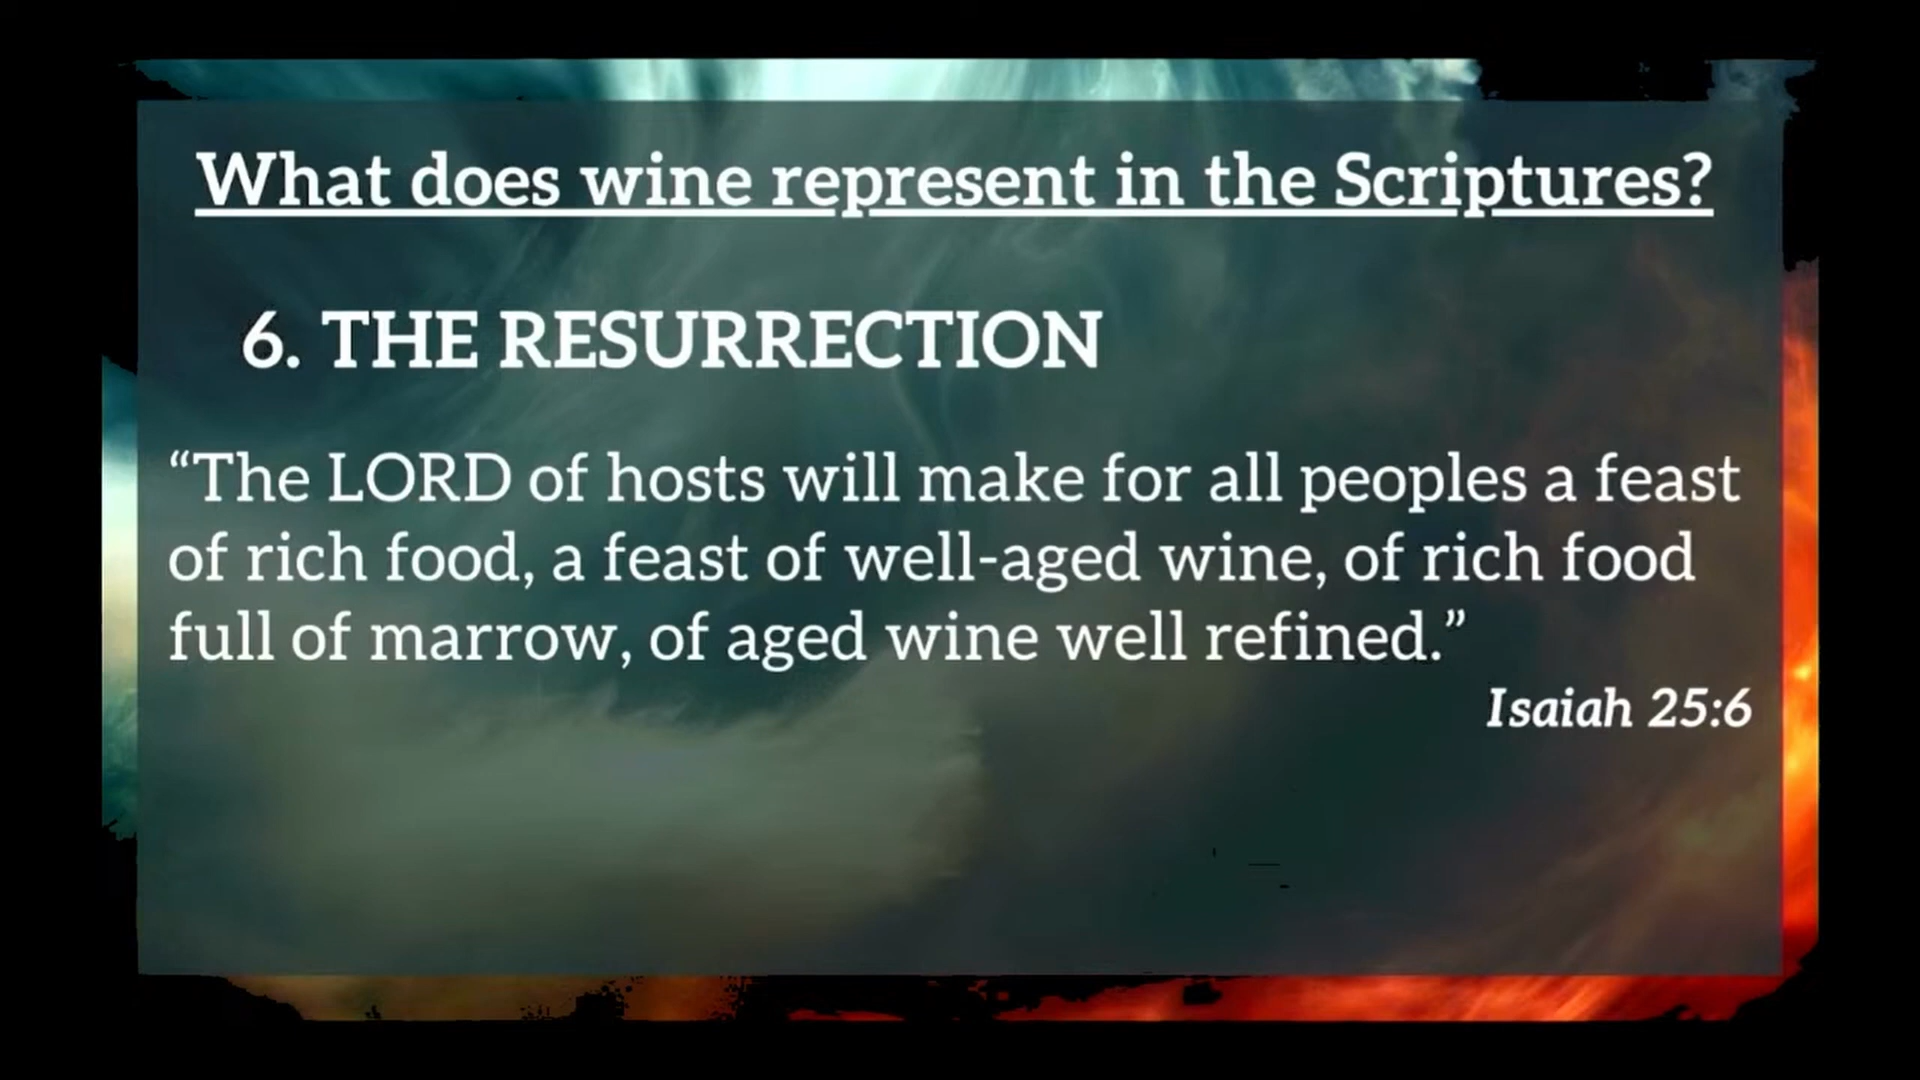 What does wine represent in the Scriptures?
6. THE RESURRECTION
“The LORD of hosts will make for all peoples a feast
of rich food, a feast of well-aged wine, of rich food
full of marrow, of aged wine well refined.”
Isaiah 25:6